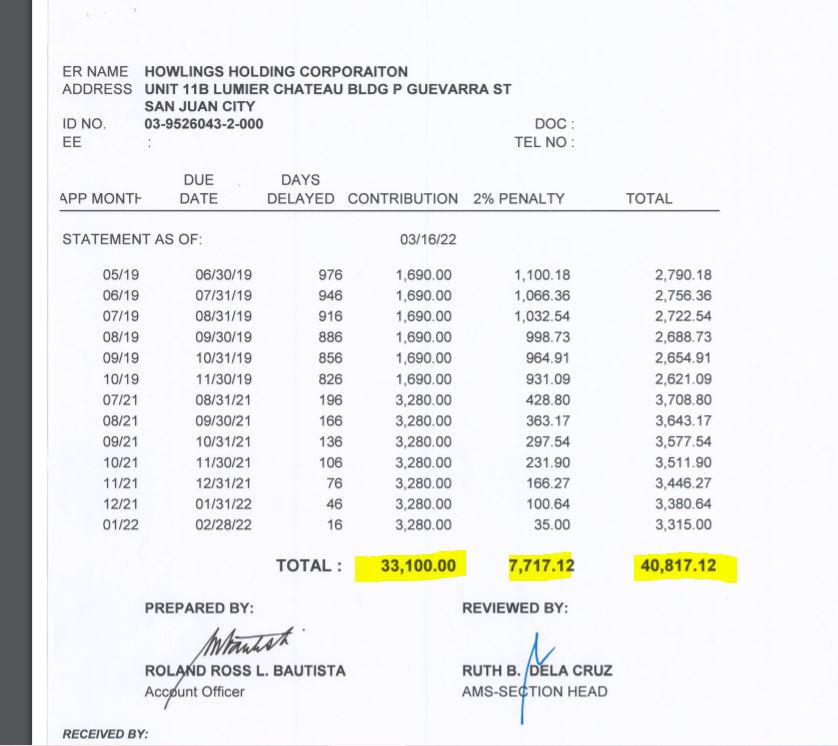 ER NAME HOWLINGS HOLDING CORPORAITON
ADDRESS UNIT 11B LUMIER CHATEAU BLDG P GUEVARRA ST
SAN JUAN CITY
ID NO. 03-9526043-2-000 DOC :
EE : TEL NO :
DUE DAYS
APP MONTH DATE DELAYED CONTRIBUTION 2% PENALTY TOTAL
STATEMENT AS OF: 03/16/22
05/19 06/30/19 976 1,690.00 1,100.18 2,790.18
06/19 07/31/19 946 1,690.00 1,066.36 2,756.36
07/19 08/31/19 916 1,690.00 1,032.54 2,722.54
08/19 09/30/19 886 1,690.00 998.73 2,688.73
09/19 10/31/19 856 1,690.00 964.91 2,654.91
10/19 11/30/19 826 1,690.00 931.09 2,621.09
07/21 08/31/21 196 3,280.00 428.80 3,708.80
08/21 09/30/21 166 3,280.00 363.17 3,643.17
09/21 10/31/21 136 3,280.00 297.54 3,577.54
10/21 11/30/21 106 3,280.00 231.90 3,511.90
11/21 12/31/21 76 3,280.00 166.27 3,446.27
12/21 01/31/22 46 3,280.00 100.64 3,380.64
01/22 02/28/22 16 3,280.00 35.00 3,315.00
TOTAL : 33,100.00 7,717.12 40,817.12
PREPARED BY: REVIEWED BY:
ROLAND ROSS L. BAUTISTA RUTH B. DELA CRUZ
Account Officer AMS-SECTION HEAD
RECEIVED BY: